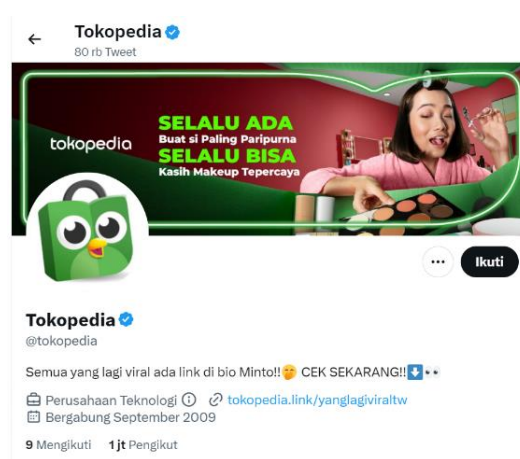 Tokopedia
80 rb Tweet
tokopedia
SELALU ADA
Buat si Paling Paripurna
SELALU BISA
Kasih Makeup Tepercaya
Ikuti
Tokopedia
@tokopedia
Semua yang lagi viral ada link di bio Minto!!🤭 CEK SEKARANG!!⬇️👀
Perusahaan Teknologi tokopedia.link/yanglagiviraltw
Bergabung September 2009
9 Mengikuti 1 jt Pengikut